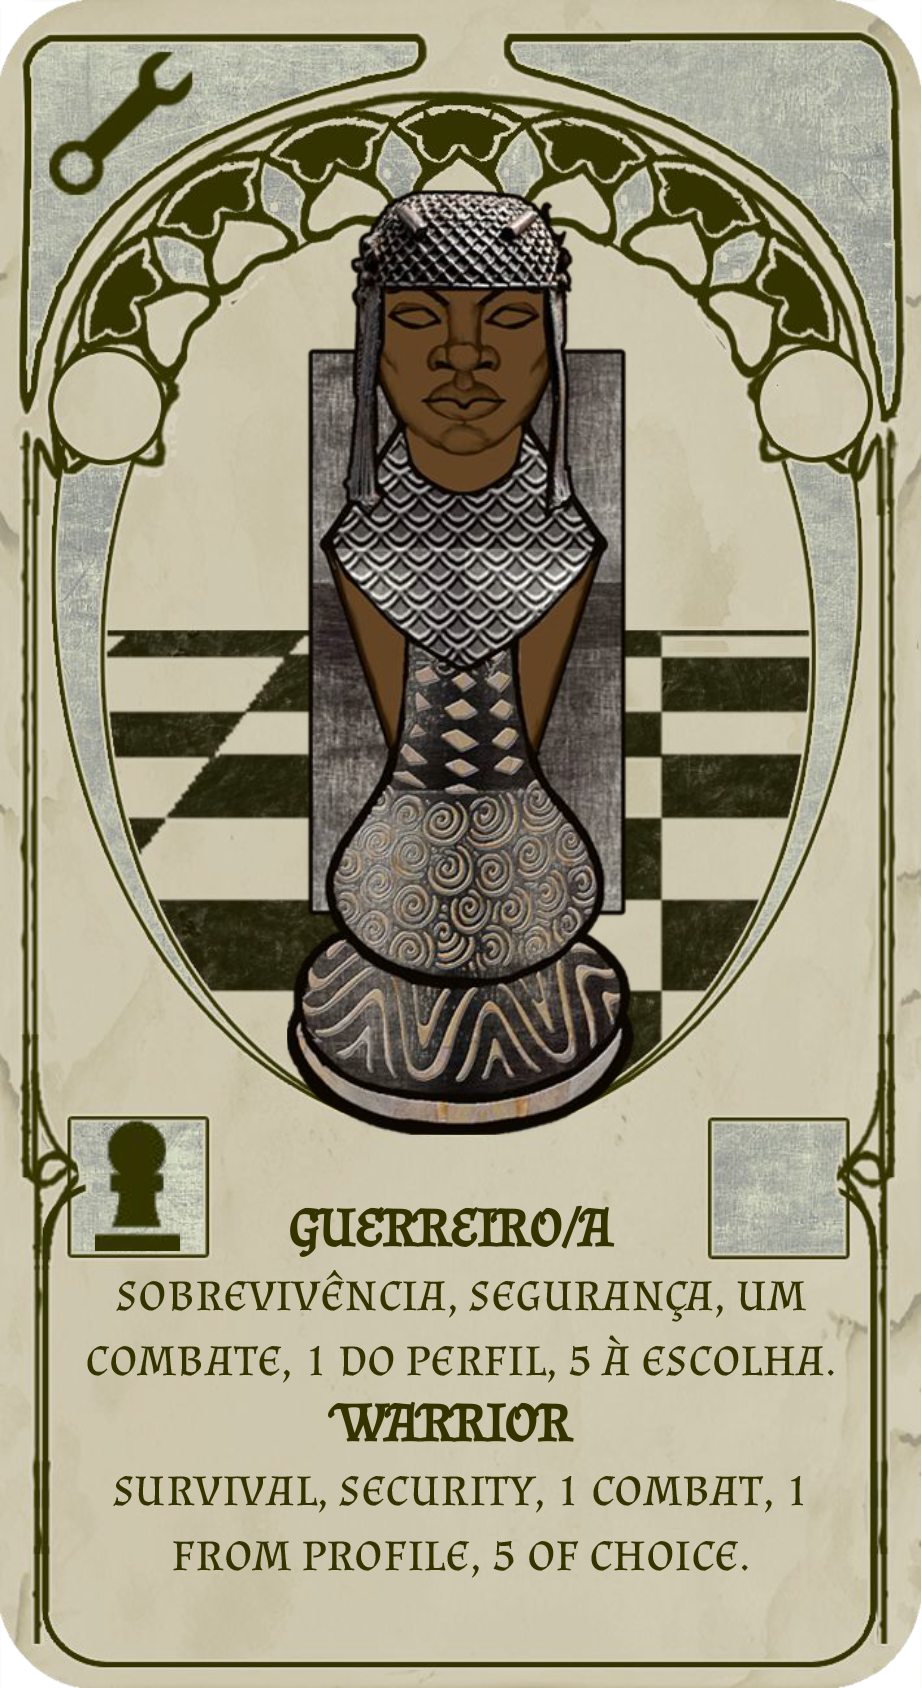 GUERREIRO/A
SOBREVIVÊNCIA, SEGURANÇA, UM
COMBATE, 1 DO PERFIL, 5 À ESCOLHA.
WARRIOR
SURVIVAL, SECURITY, 1 COMBAT, 1
FROM PROFILE, 5 OF CHOICE.